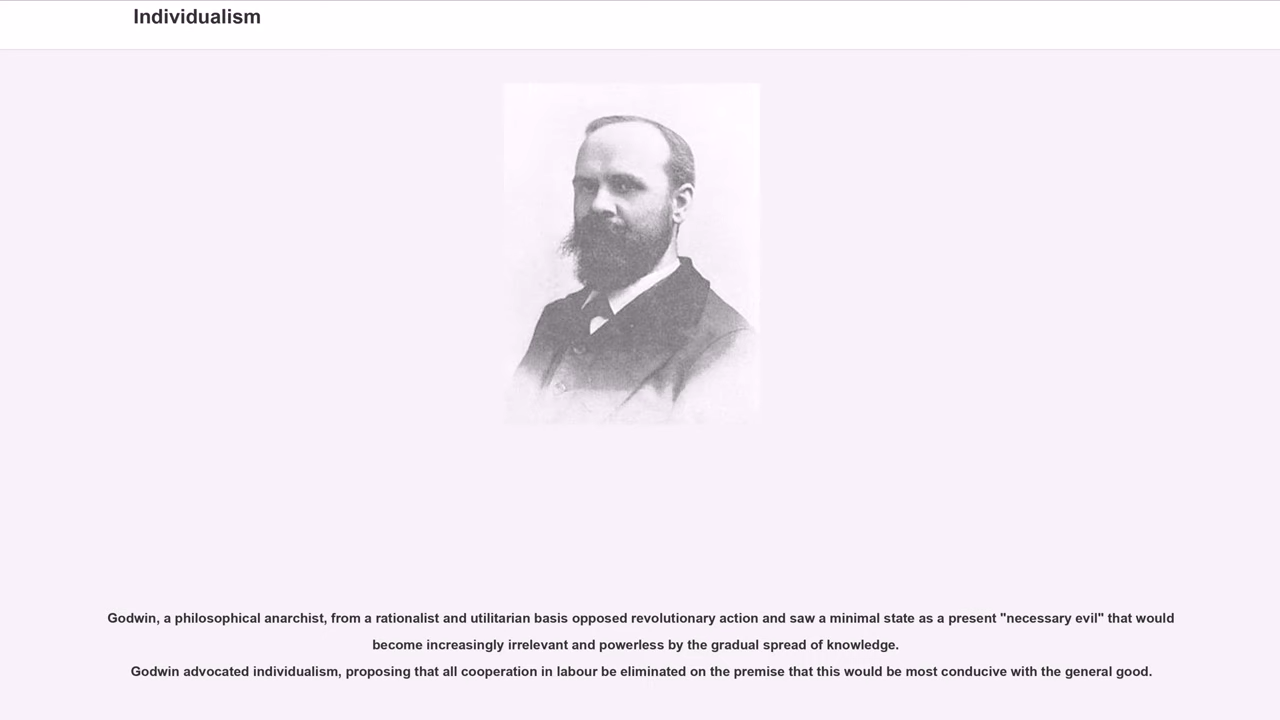 Individualism
Godwin, a philosophical anarchist, from a rationalist and utilitarian basis opposed revolutionary action and saw a minimal state as a present "necessary evil" that would
become increasingly irrelevant and powerless by the gradual spread of knowledge.
Godwin advocated individualism, proposing that all cooperation in labour be eliminated on the premise that this would be most conducive with the general good.